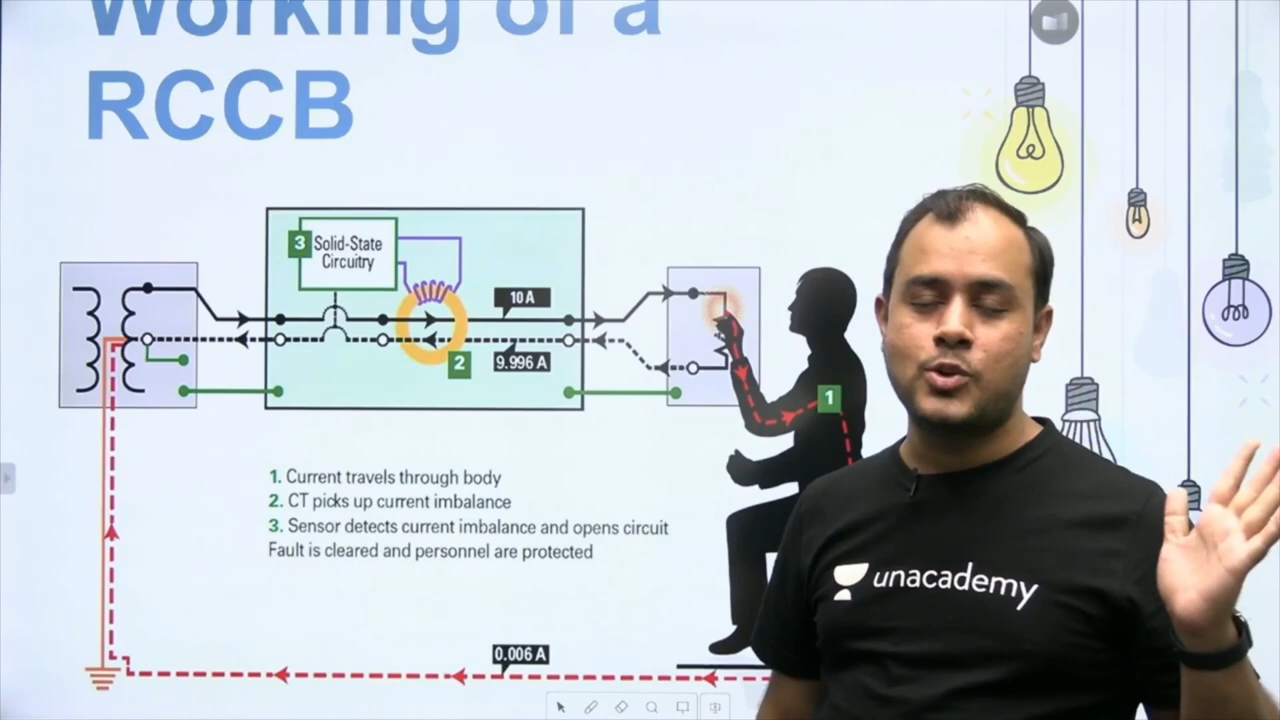 Working of a
RCCB
3 Solid-State
Circuitry
10 A
2
9.996 A
1
1. Current travels through body
2. CT picks up current imbalance
3. Sensor detects current imbalance and opens circuit
Fault is cleared and personnel are protected
unacademy
0.006 A